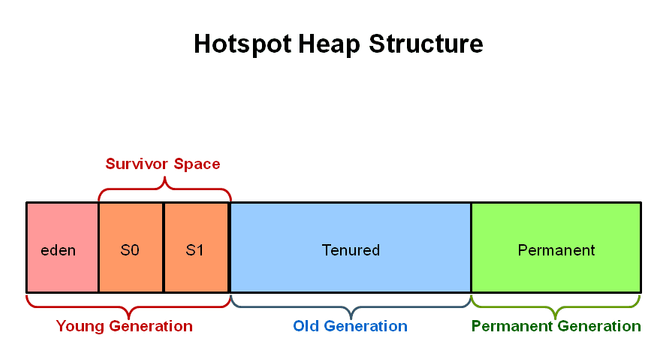 Hotspot Heap Structure
Survivor Space
eden
S0
S1
Tenured
Permanent
Young Generation
Old Generation
Permanent Generation